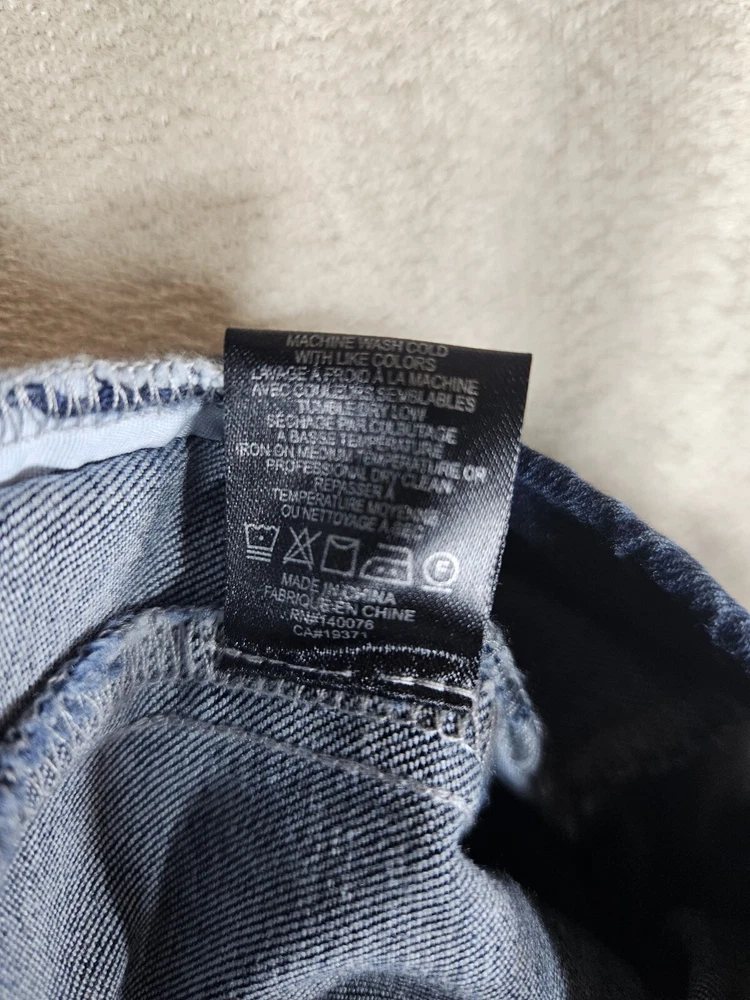 MACHINE WASH COLD
WITH LIKE COLORS
LAVAGE À FROID À LA MACHINE
AVEC COULEURS SEMBLABLES
TUMBLE DRY LOW
SÉCHAGE PAR CULBUTAGE
À BASSE TEMPÉRATURE
IRON ON MEDIUM TEMPERATURE OR
PROFESSIONAL DRY CLEAN
REPASSER À
TEMPÉRATURE MOYENNE
OU NETTOYAGE À SEC
P
MADE IN CHINA
FABRIQUÉ EN CHINE
RN#140076
CA#19371